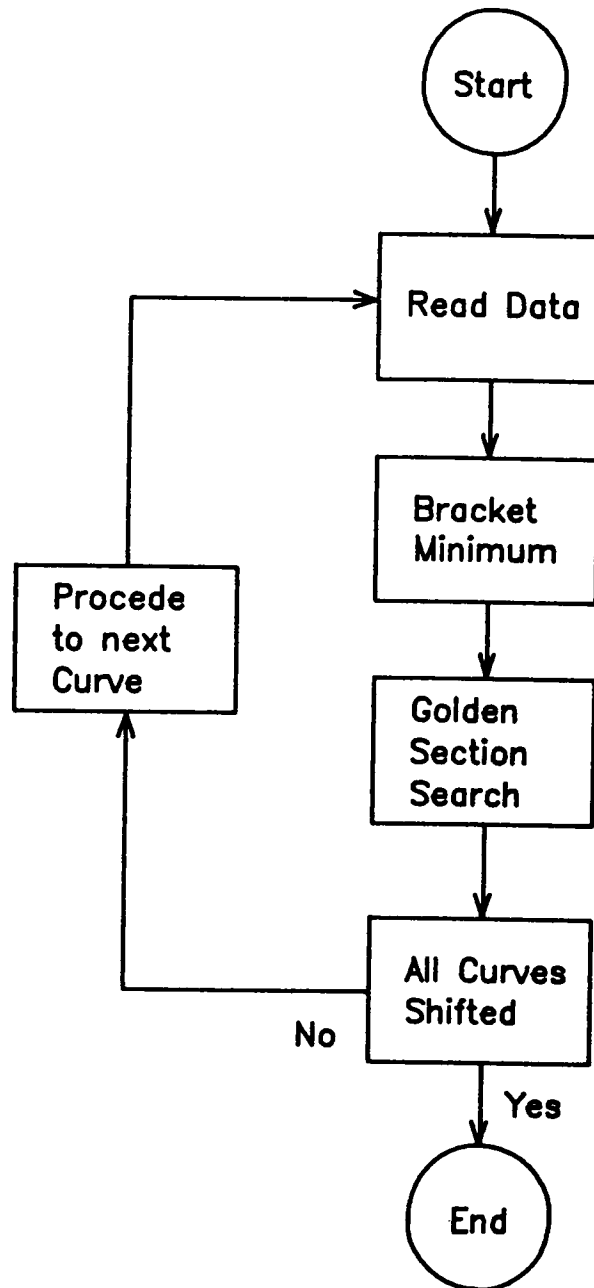 Start
Read Data
Bracket
Minimum
Golden
Section
Search
All Curves
Shifted
No
Yes
End
Procede
to next
Curve